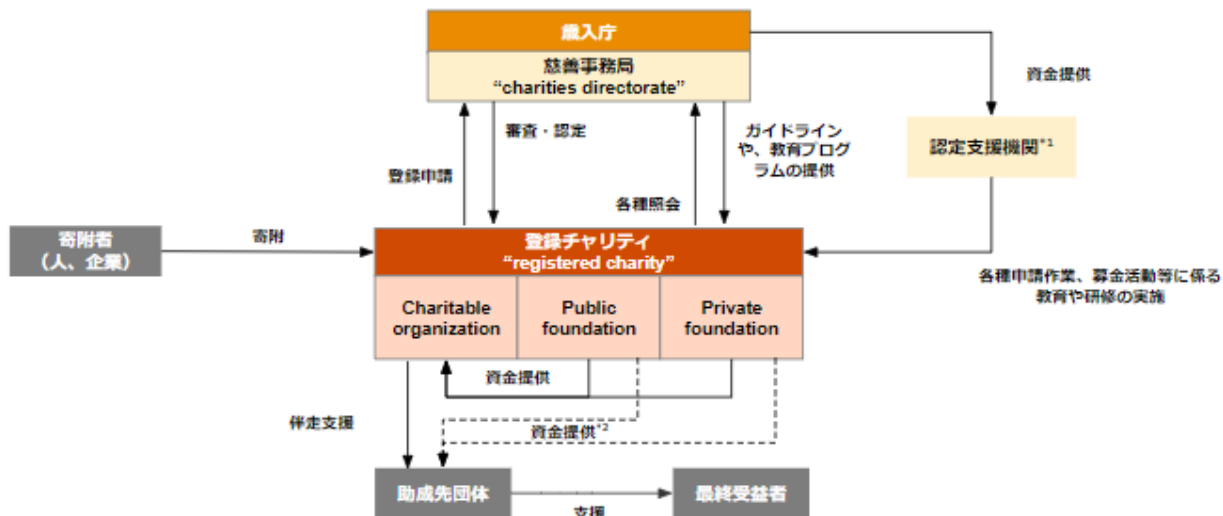 歳入庁
慈善事務局
“charities directorate”
資金提供
審査・認定
ガイドライン
や、教育プログ
ラムの提供
認定支援機関*1
登録申請
各種照会
寄附者
（人、企業）
寄附
登録チャリティ
“registered charity”
各種申請作業、募金活動等に係る
教育や研修の実施
Charitable
organization
Public
foundation
Private
foundation
資金提供
伴走支援
資金提供*2
助成先団体
最終受益者
支援